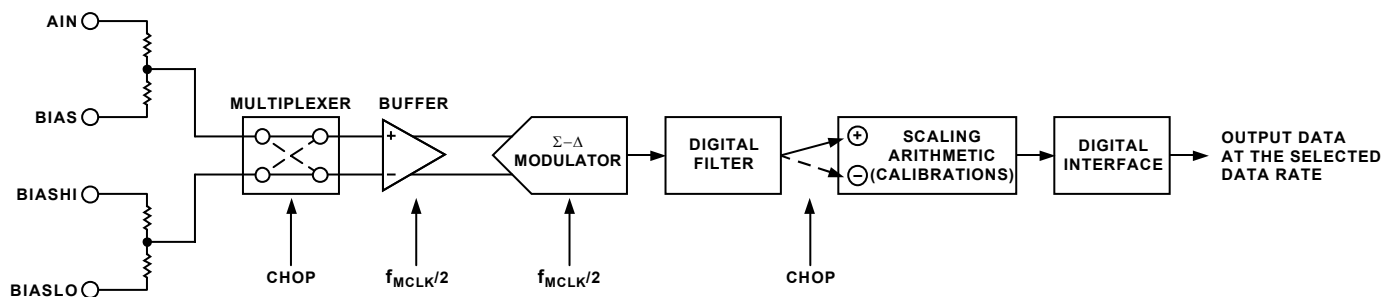 AIN
BIAS
BIASHI
BIASLO
MULTIPLEXER
CHOP
BUFFER
+
−
fMCLK/2
Σ−Δ
MODULATOR
fMCLK/2
DIGITAL
FILTER
CHOP
+
−
SCALING
ARITHMETIC
(CALIBRATIONS)
DIGITAL
INTERFACE
OUTPUT DATA
AT THE SELECTED
DATA RATE